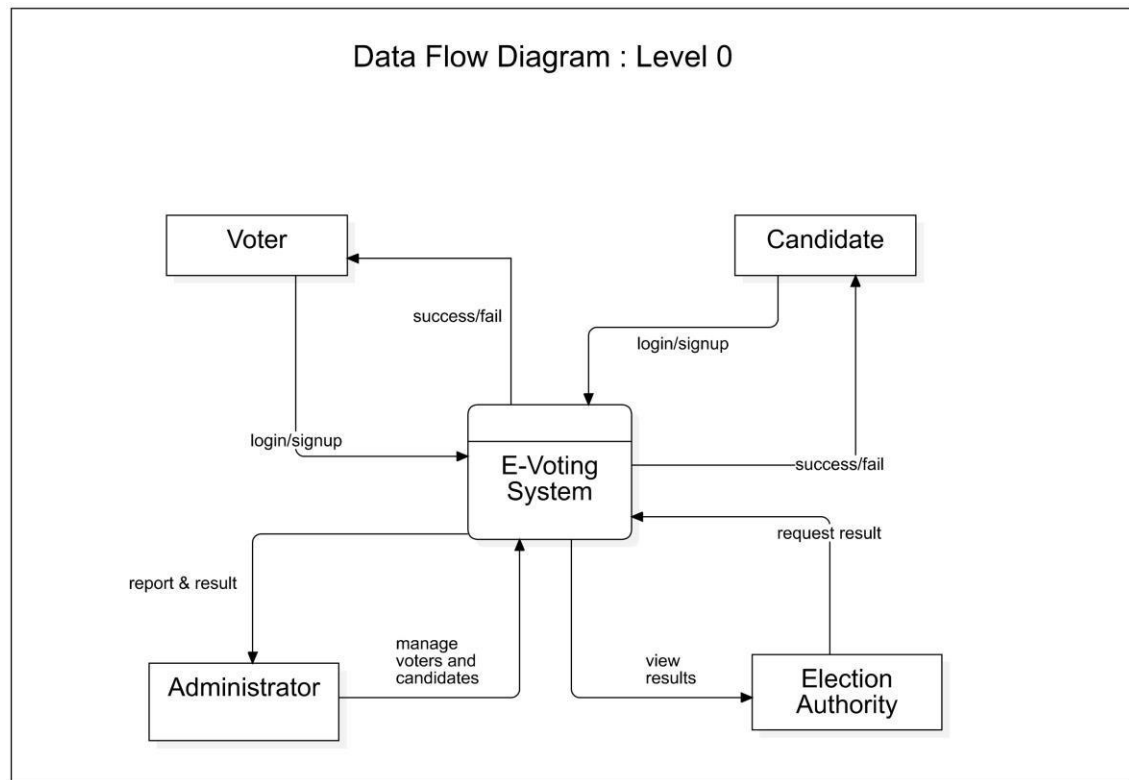 Data Flow Diagram : Level 0
Voter
Candidate
success/fail
login/signup
login/signup
E-Voting
System
success/fail
request result
report & result
manage
voters and
candidates
view
results
Administrator
Election
Authority